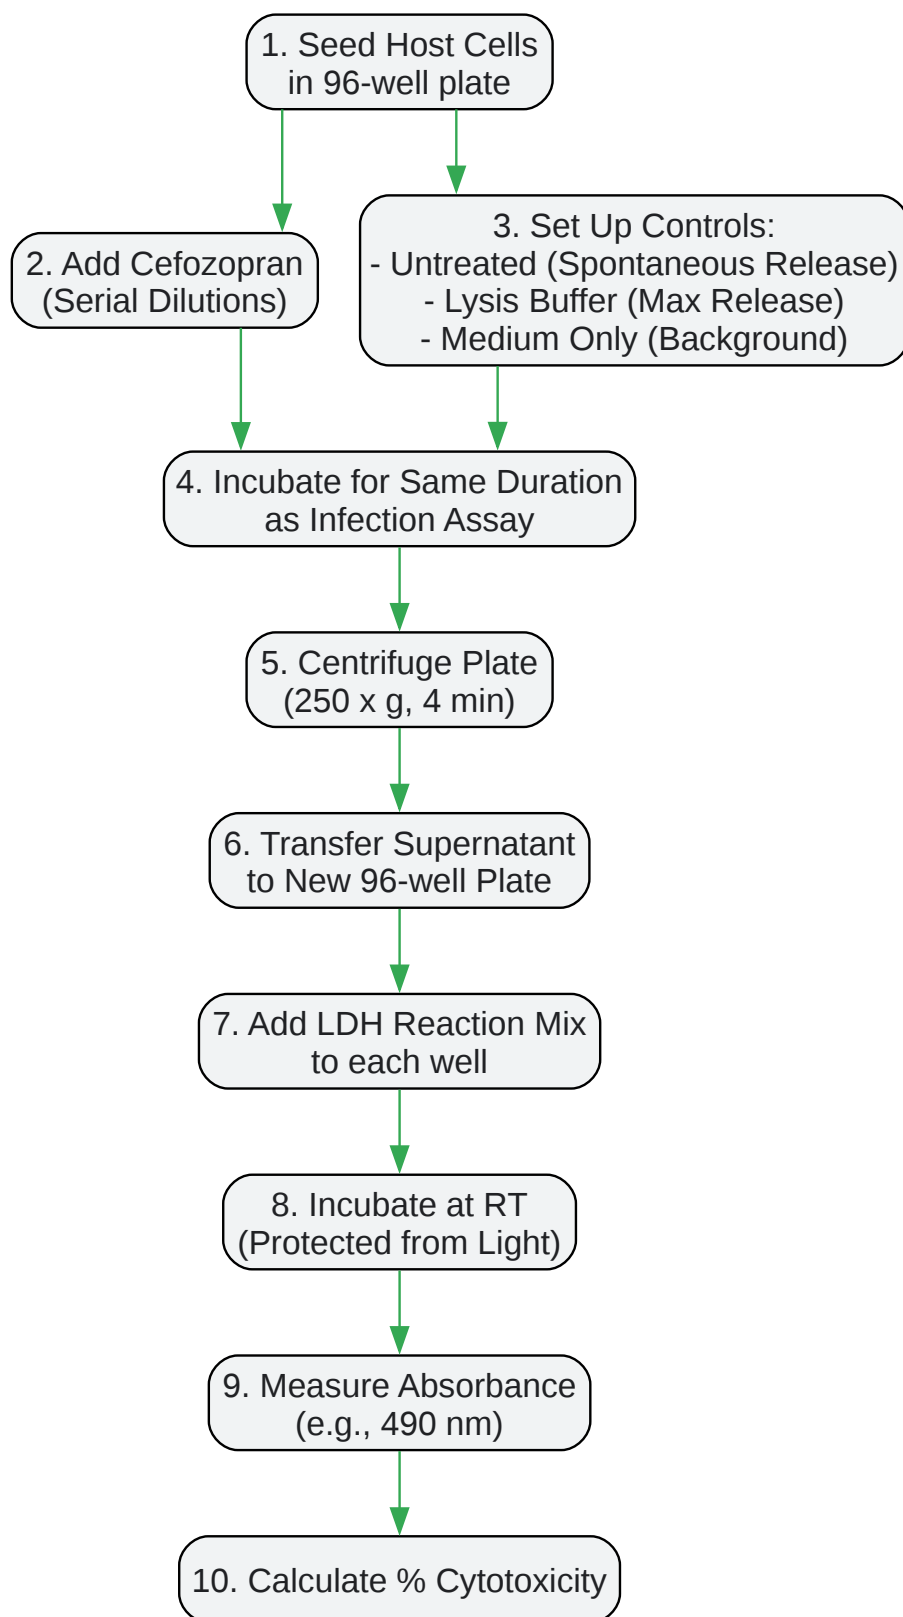 1. Seed Host Cells
in 96-well plate
2. Add Cefozopran
(Serial Dilutions)
3. Set Up Controls:
- Untreated (Spontaneous Release)
- Lysis Buffer (Max Release)
- Medium Only (Background)
4. Incubate for Same Duration
as Infection Assay
5. Centrifuge Plate
(250 x g, 4 min)
6. Transfer Supernatant
to New 96-well Plate
7. Add LDH Reaction Mix
to each well
8. Incubate at RT
(Protected from Light)
9. Measure Absorbance
(e.g., 490 nm)
10. Calculate % Cytotoxicity